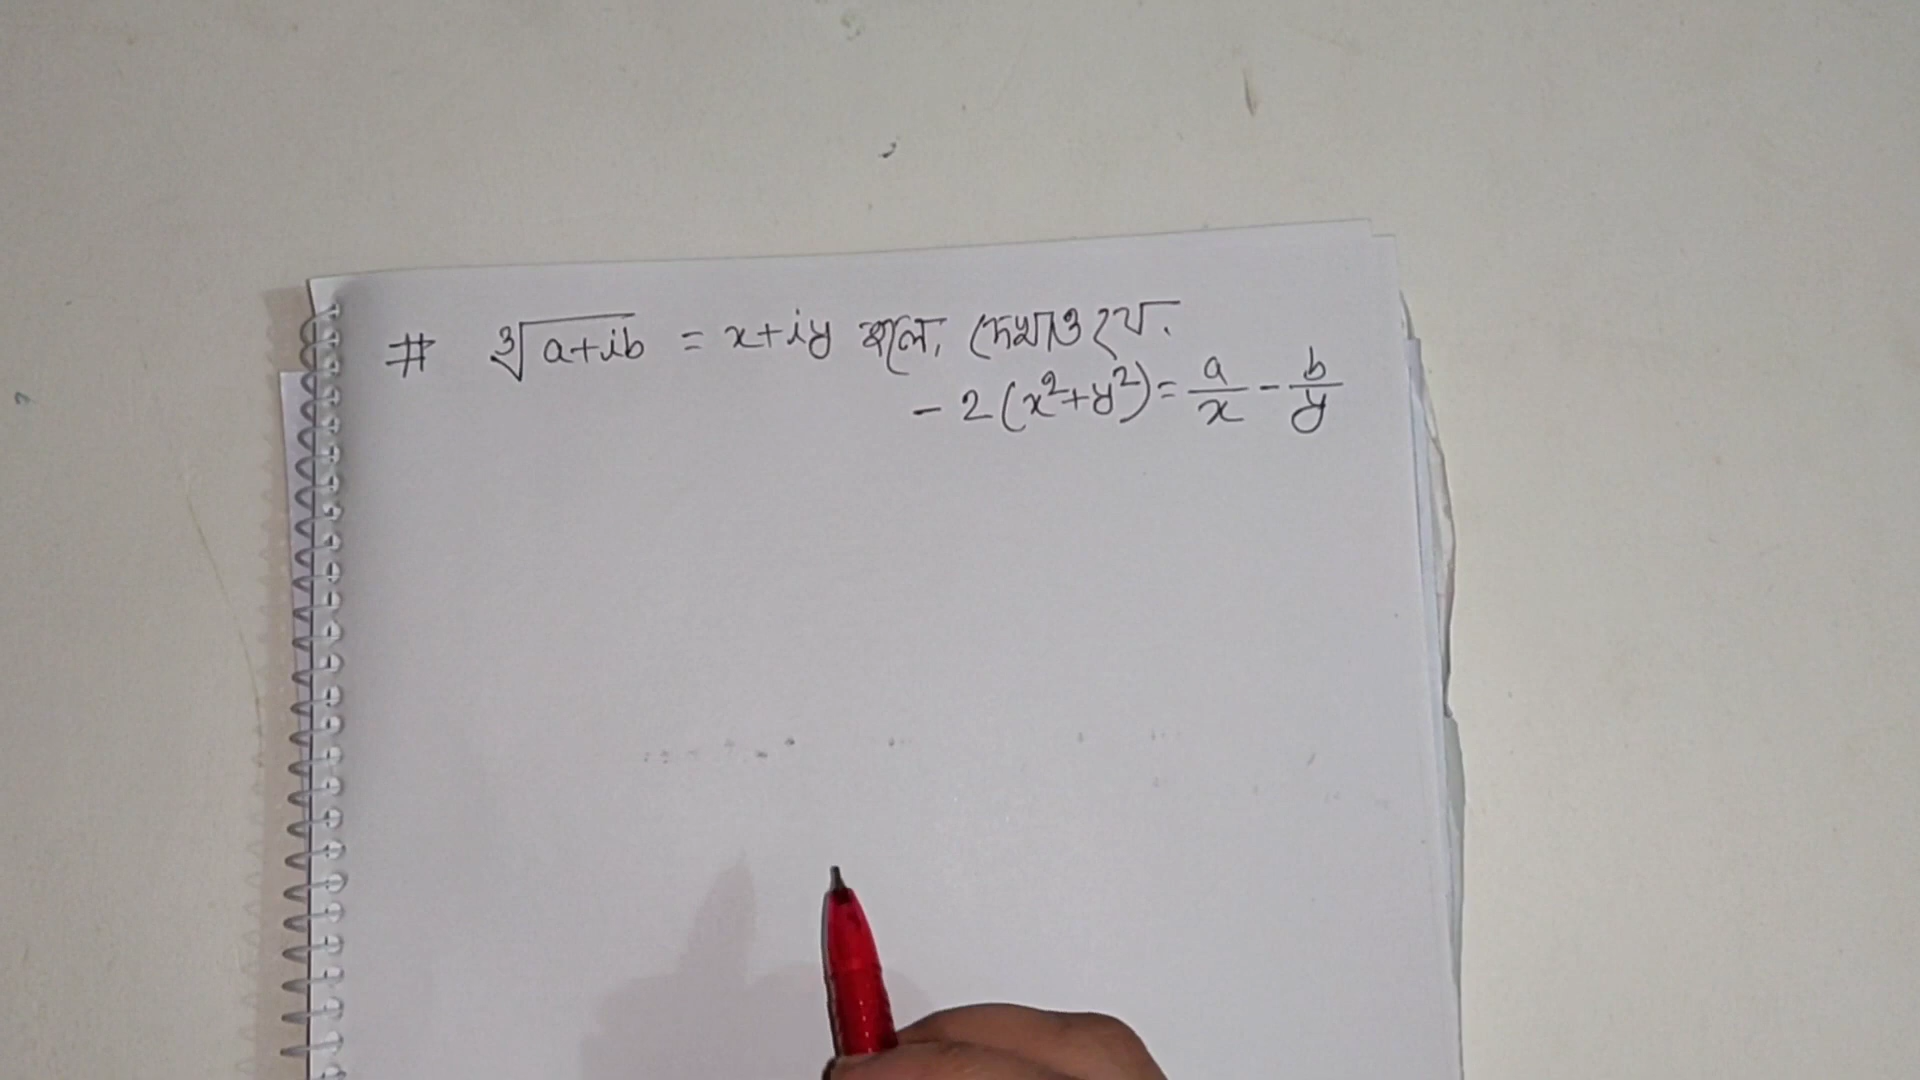 # ∛(a+ib) = x+iy হলে, দেখাও যে.
- 2(x²+y²) = a/x - b/y